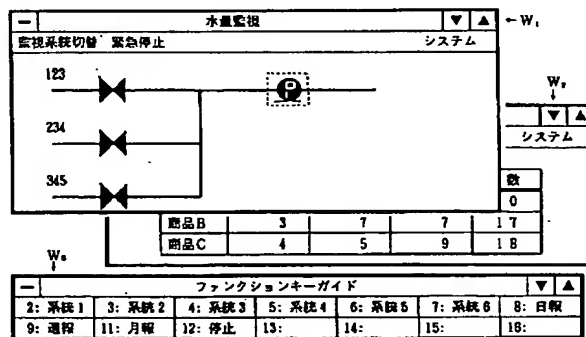 水量監視 ▼ ▲ ←W₁
監視系統切替 緊急停止 システム
123
P
234
345
W₂
▼ ▲
システム
数
0
商品B 3 7 7 17
商品C 4 5 9 18
ファンクションキーガイド ▼ ▲
2: 系統1 3: 系統2 4: 系統3 5: 系統4 6: 系統5 7: 系統6 8: 日報
9: 週報 11: 月報 12: 停止 13: 14: 15: 16: